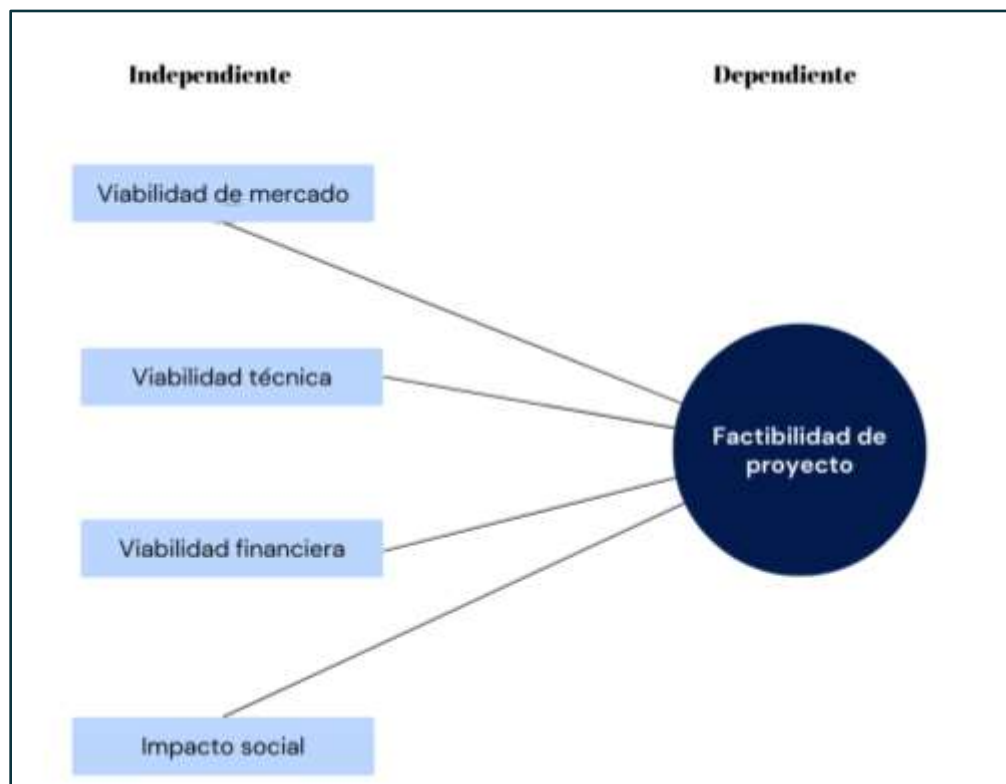 Independiente
Dependiente
Viabilidad de mercado
Viabilidad técnica
Factibilidad de
proyecto
Viabilidad financiera
Impacto social